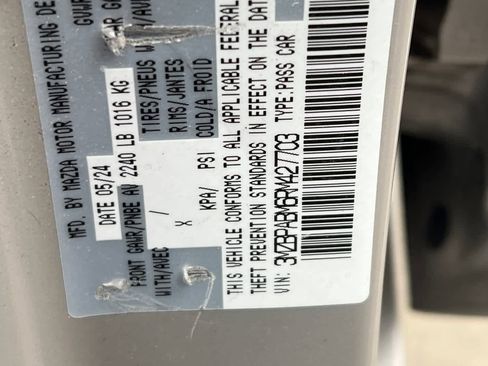 MFD. BY MAZDA MOTOR MANUFACTURING DE
DATE 05/24
GVWR
FRONT GAWR/PNBE AV 2240 LB 1016 KG
WITH/AVEC
TIRES/PNEUS
RIMS/JANTES
X /
KPA/ PSI COLD/A FROID
THIS VEHICLE CONFORMS TO ALL APPLICABLE FEDERAL
THEFT PREVENTION STANDARDS IN EFFECT ON THE DAT
VIN: 3MZBPABM6RM427703 TYPE:PASS CAR